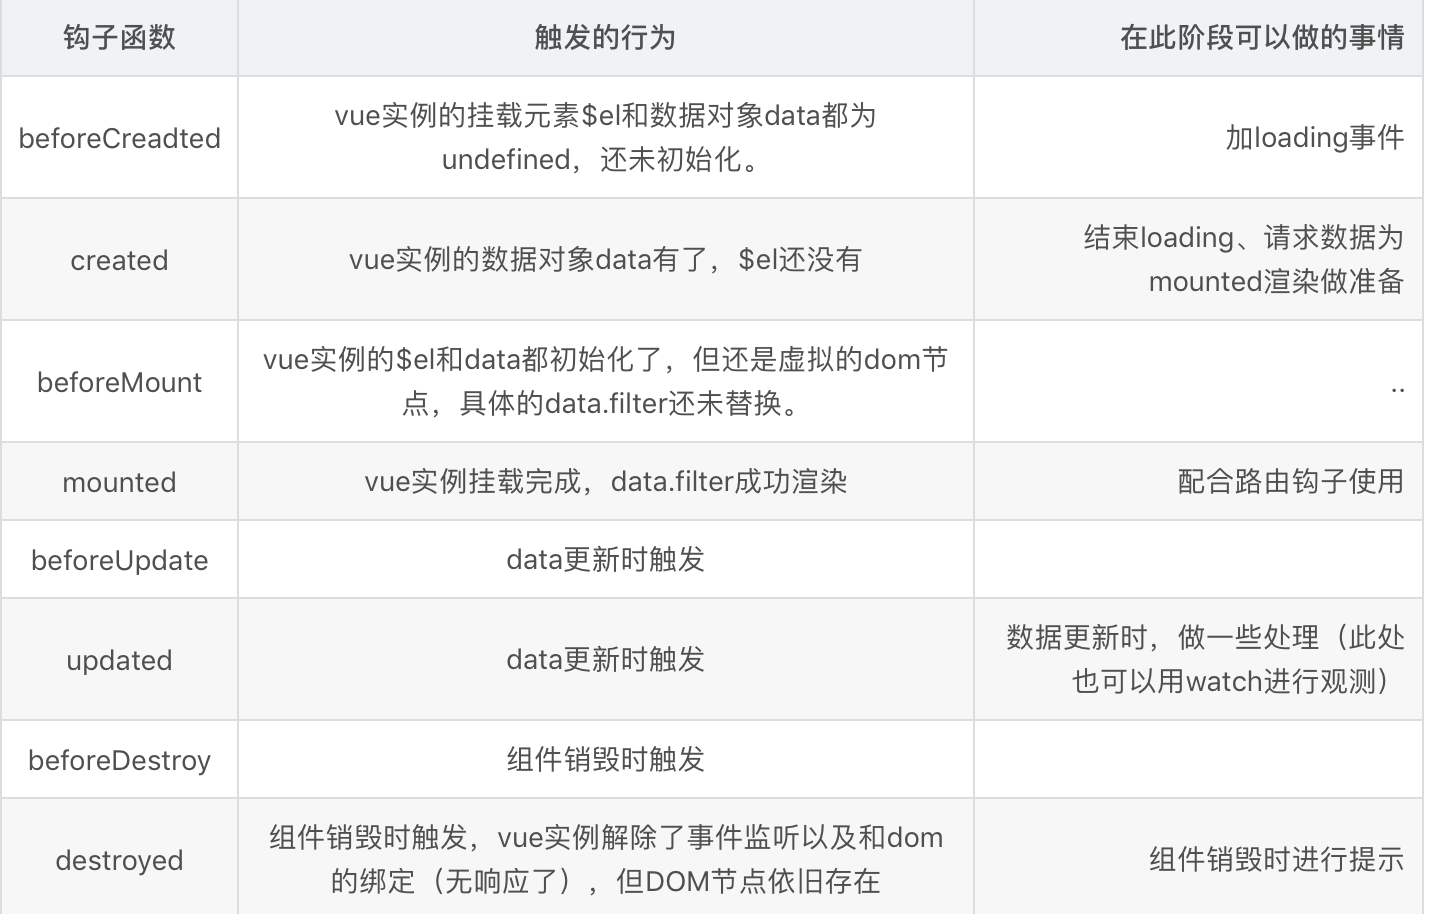 钩子函数
触发的行为
在此阶段可以做的事情
beforeCreadted
vue实例的挂载元素$el和数据对象data都为
undefined，还未初始化。
加loading事件
created
vue实例的数据对象data有了，$el还没有
结束loading、请求数据为
mounted渲染做准备
beforeMount
vue实例的$el和data都初始化了，但还是虚拟的dom节
点，具体的data.filter还未替换。
..
mounted
vue实例挂载完成，data.filter成功渲染
配合路由钩子使用
beforeUpdate
data更新时触发
updated
data更新时触发
数据更新时，做一些处理（此处
也可以用watch进行观测）
beforeDestroy
组件销毁时触发
destroyed
组件销毁时触发，vue实例解除了事件监听以及和dom
的绑定（无响应了），但DOM节点依旧存在
组件销毁时进行提示